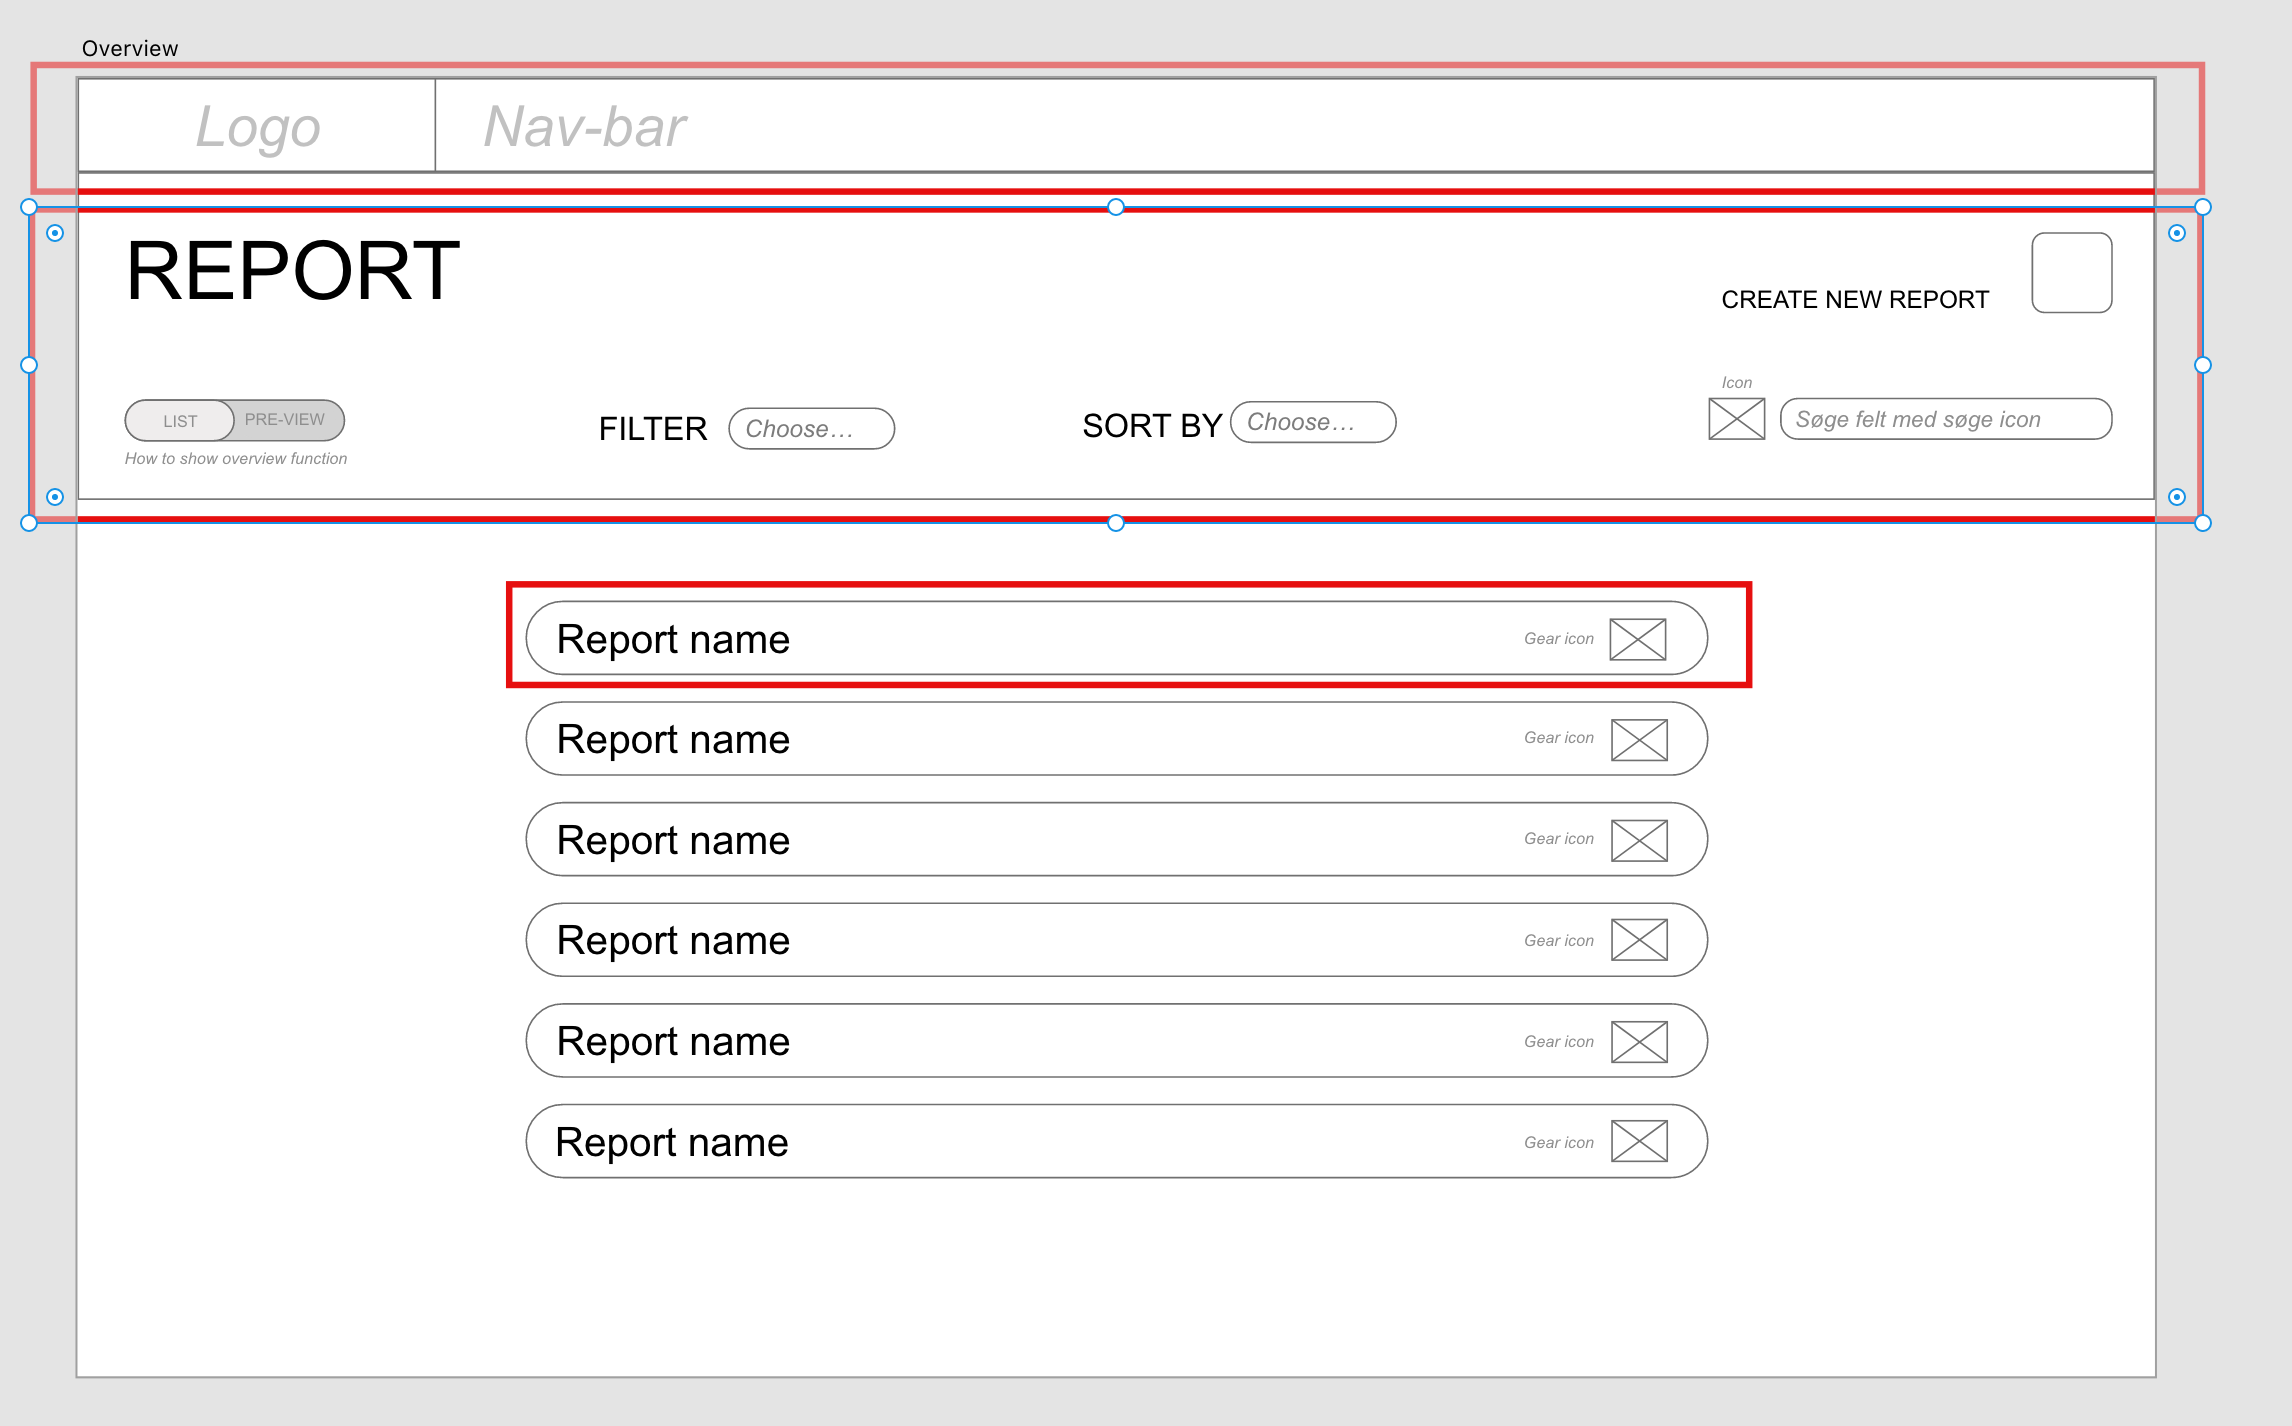 Overview
Logo
Nav-bar
REPORT
CREATE NEW REPORT
Icon
LIST
PRE-VIEW
FILTER
Choose...
SORT BY
Choose...
Søge felt med søge icon
How to show overview function
Report name
Gear icon
Report name
Gear icon
Report name
Gear icon
Report name
Gear icon
Report name
Gear icon
Report name
Gear icon